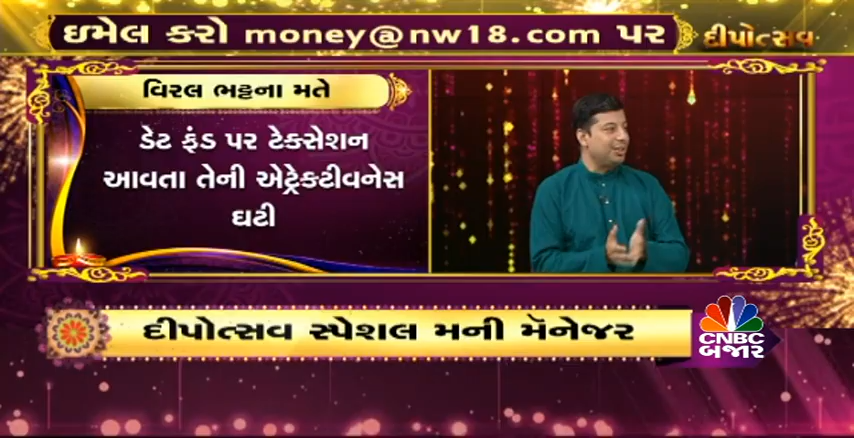 ઇમેલ કરો money@nw18.com પર
દીપોત્સવ
વિરલ ભટ્ટના મતે
ડેટ ફંડ પર ટેક્સેશન
આવતા તેની એટ્રેક્ટીવનેસ
ઘટી
દીપોત્સવ સ્પેશલ મની મૅનેજર
CNBC
બજાર